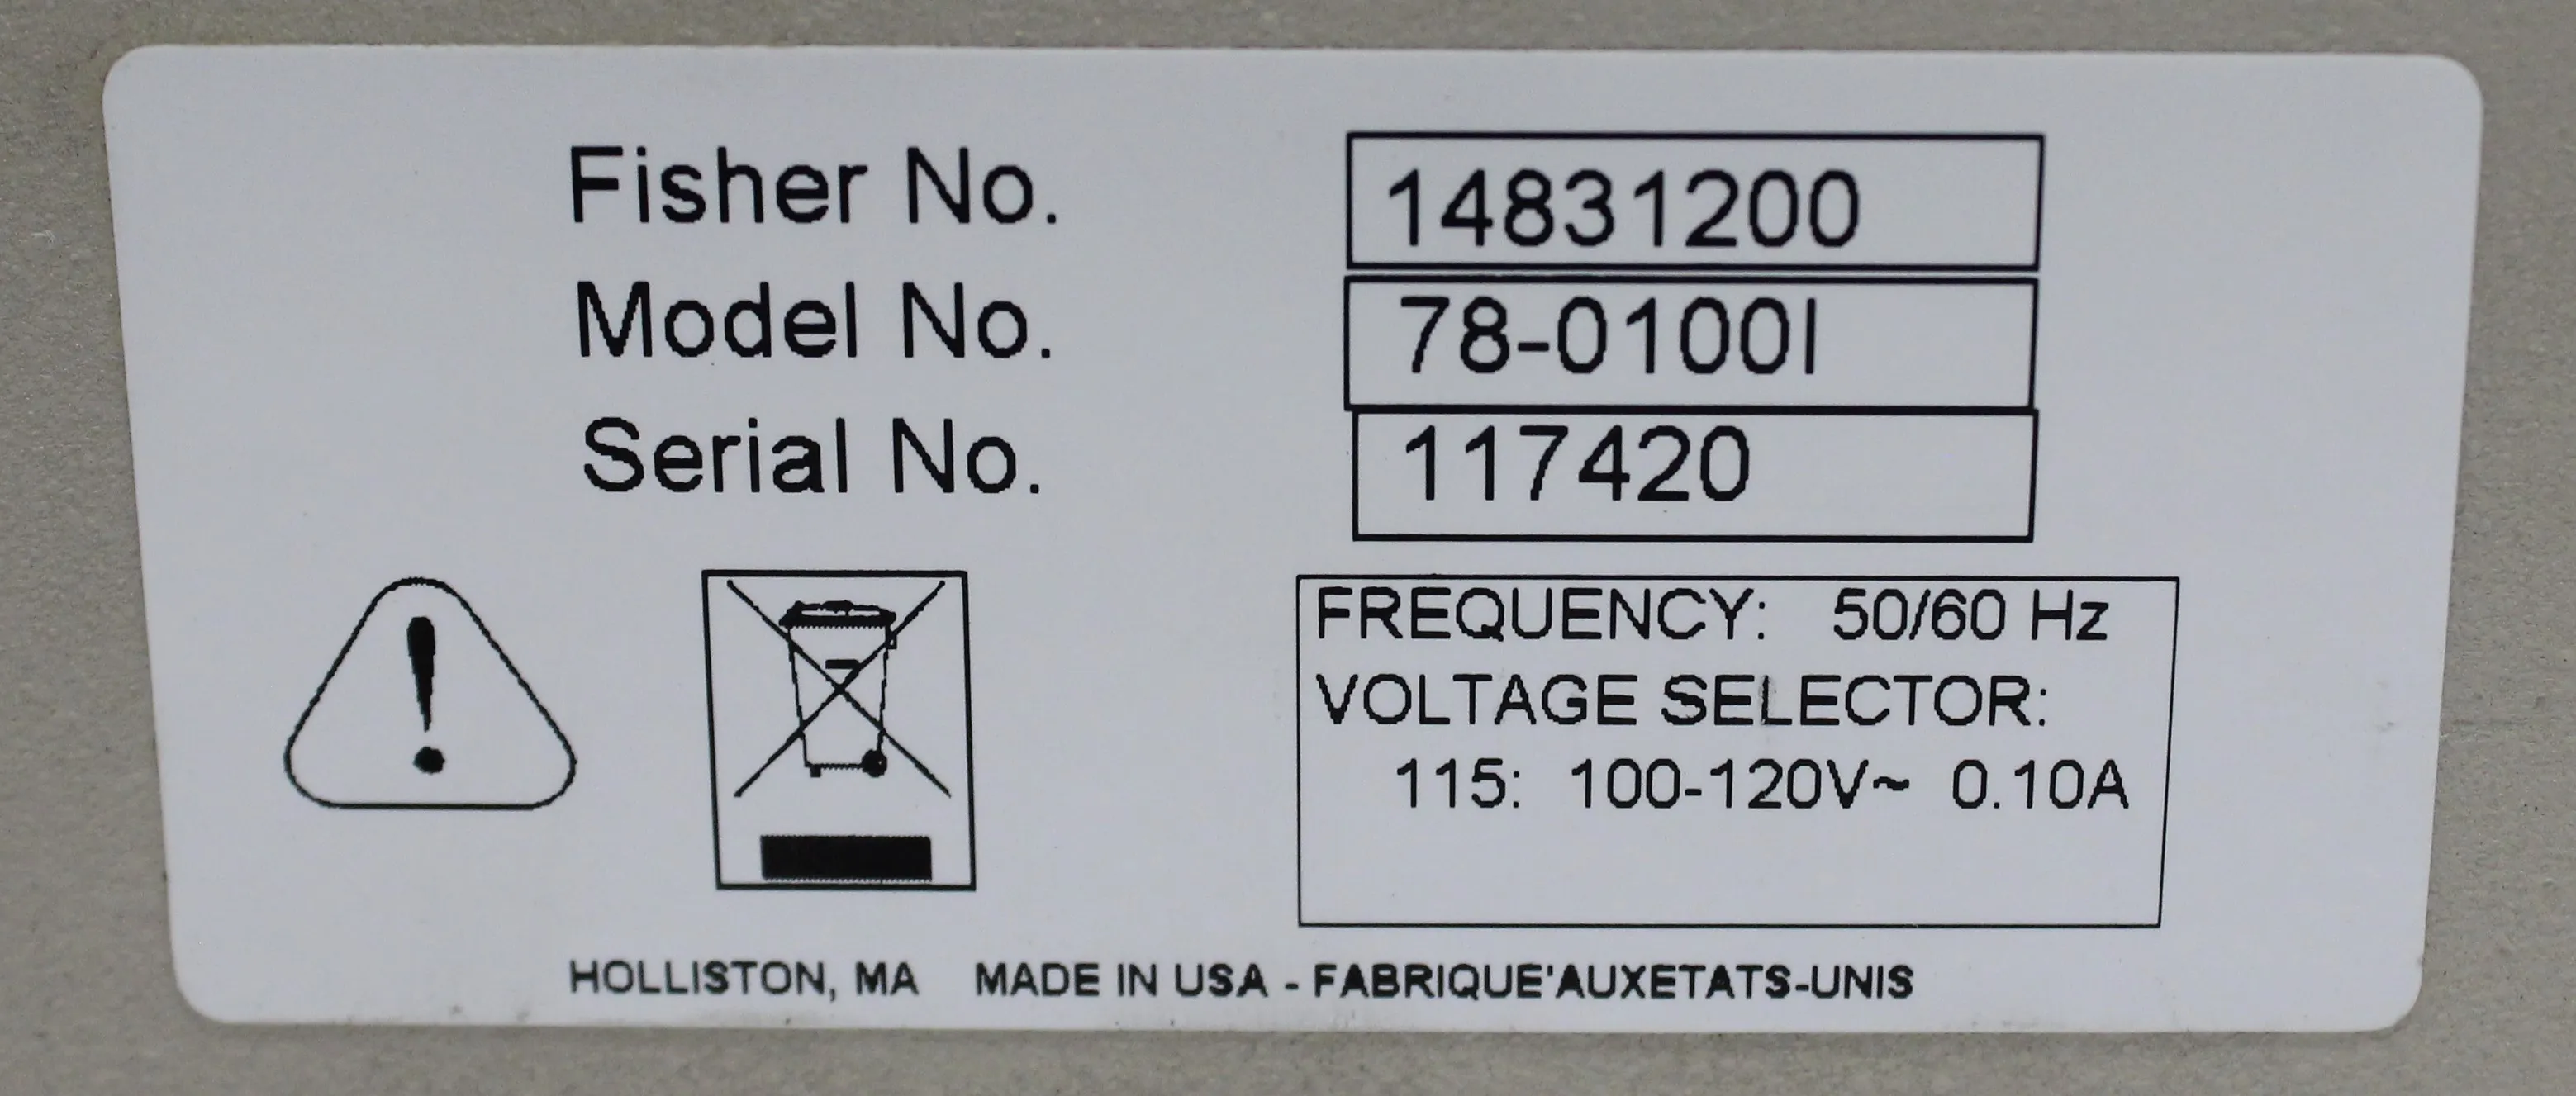 Fisher No. 14831200
Model No. 78-0100I
Serial No. 117420
FREQUENCY: 50/60 Hz
VOLTAGE SELECTOR:
115: 100-120V~ 0.10A
HOLLISTON, MA MADE IN USA - FABRIQUE'AUXETATS-UNIS